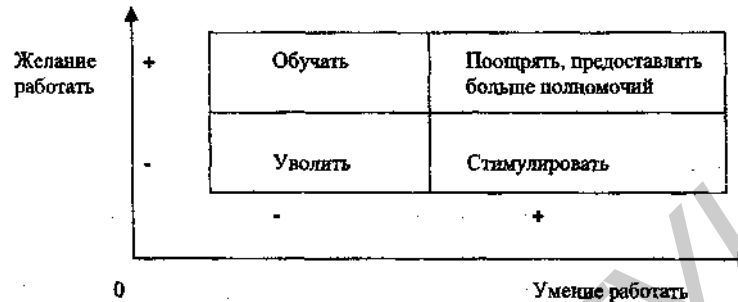 Желание
работать
+
Обучать
Поощрять, предоставлять
больше полномочий
-
Уволить
Стимулировать
-
+
0
Умение работать